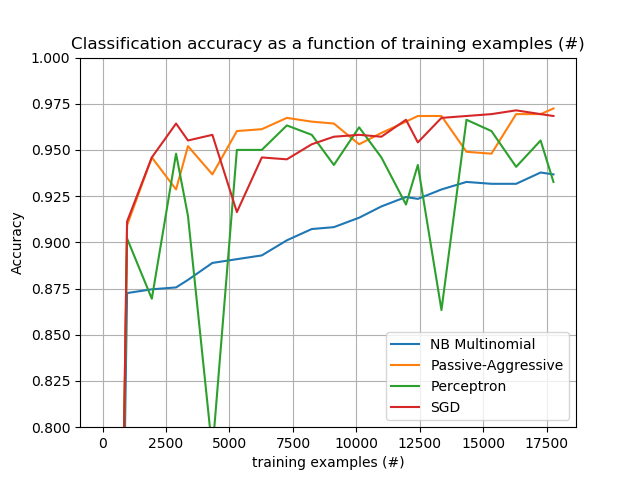 Classification accuracy as a function of training examples (#)
1.000
0.975
0.950
0.925
0.900
0.875
0.850
0.825
0.800
Accuracy
NB Multinomial
Passive-Aggressive
Perceptron
SGD
0 2500 5000 7500 10000 12500 15000 17500
training examples (#)